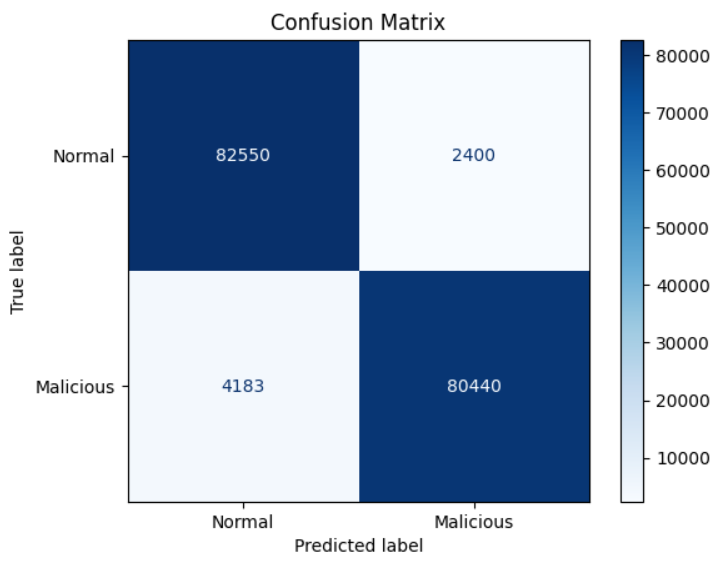 Confusion Matrix
True label
Normal
Malicious
82550
2400
4183
80440
Normal
Malicious
Predicted label
80000
70000
60000
50000
40000
30000
20000
10000